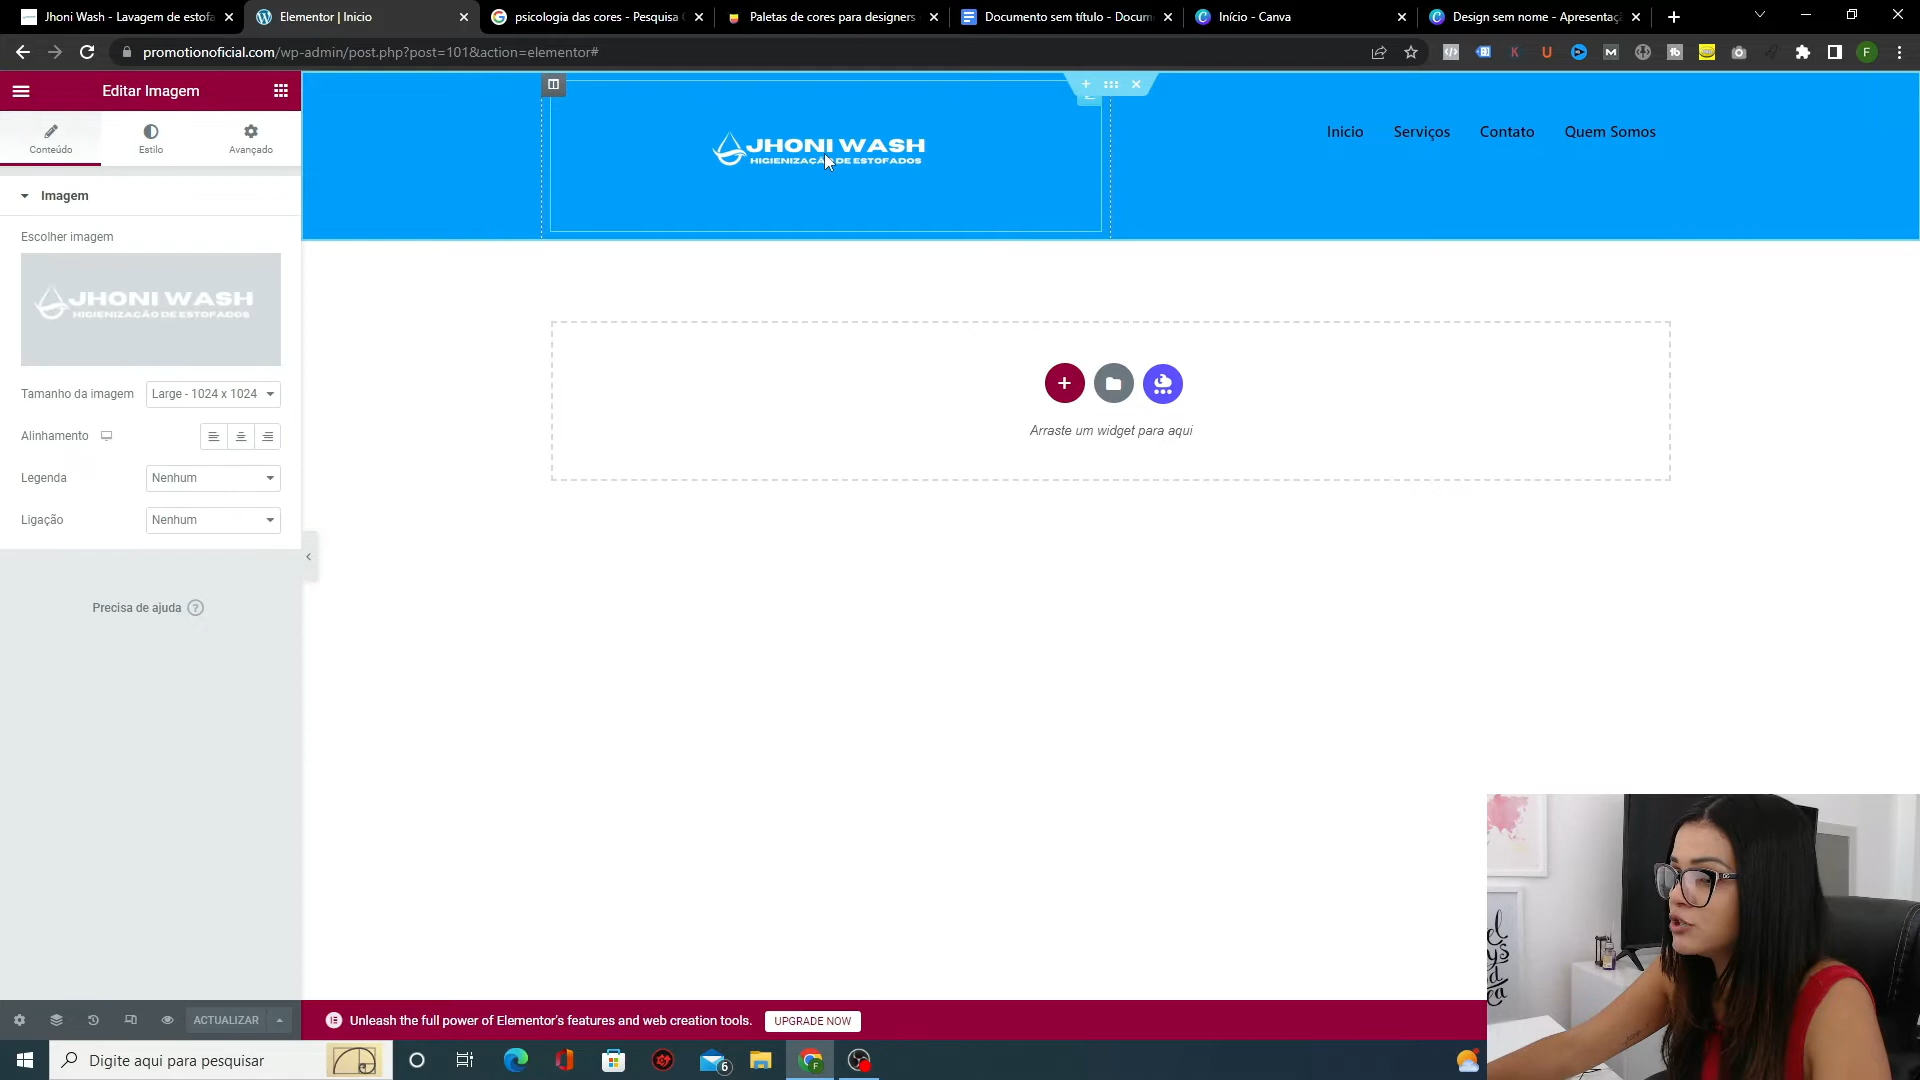 Jhoni Wash - Lavagem de estofa
Elementor | Inicio
psicologia das cores - Pesquisa
Paletas de cores para designers
Documento sem título - Docum
Início - Canva
Design sem nome - Apresentaç
promotionoficial.com/wp-admin/post.php?post=101&action=elementor#
Editar Imagem
Conteúdo
Estilo
Avançado
Imagem
Escolher imagem
JHONI WASH
HIGIENIZAÇÃO DE ESTOFADOS
Tamanho da imagem
Large - 1024 x 1024
Alinhamento
Legenda
Nenhum
Ligação
Nenhum
Precisa de ajuda
ACTUALIZAR
JHONI WASH
HIGIENIZAÇÃO DE ESTOFADOS
Inicio
Serviços
Contato
Quem Somos
Arraste um widget para aqui
Unleash the full power of Elementor's features and web creation tools.
UPGRADE NOW
Digite aqui para pesquisar
6